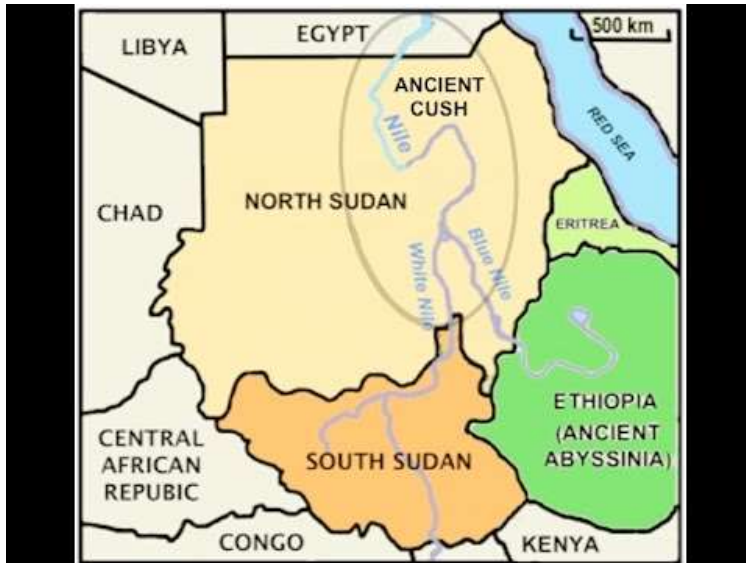 LIBYA
EGYPT
500 km
ANCIENT
CUSH
Nile
RED SEA
CHAD
NORTH SUDAN
ERITREA
White Nile
Blue Nile
ETHIOPIA
(ANCIENT
ABYSSINIA)
CENTRAL
AFRICAN
REPUBIC
SOUTH SUDAN
CONGO
KENYA